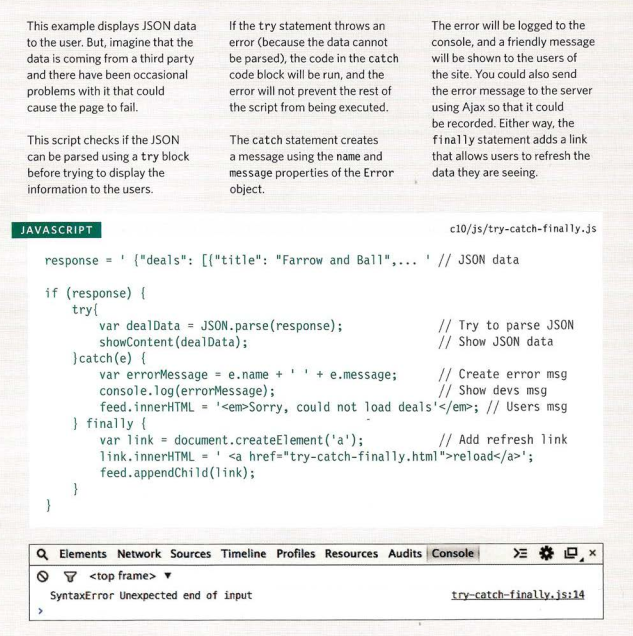 This example displays JSON data
to the user. But, imagine that the
data is coming from a third party
and there have been occasional
problems with it that could
cause the page to fail.
This script checks if the JSON
can be parsed using a try block
before trying to display the
information to the users.
If the try statement throws an
error (because the data cannot
be parsed), the code in the catch
code block will be run, and the
error will not prevent the rest of
the script from being executed.
The catch statement creates
a message using the name and
message properties of the Error
object.
The error will be logged to the
console, and a friendly message
will be shown to the users of
the site. You could also send
the error message to the server
using Ajax so that it could
be recorded. Either way, the
finally statement adds a link
that allows users to refresh the
data they are seeing.
JAVASCRIPT c10/js/try-catch-finally.js
response = ' {"deals": [{"title": "Farrow and Ball",... ' // JSON data
if (response) {
try{
var dealData = JSON.parse(response); // Try to parse JSON
showContent(dealData); // Show JSON data
}catch(e) {
var errorMessage = e.name + ' ' + e.message; // Create error msg
console.log(errorMessage); // Show devs msg
feed.innerHTML = '<em>Sorry, could not load deals'</em>; // Users msg
} finally {
var link = document.createElement('a'); // Add refresh link
link.innerHTML = ' <a href="try-catch-finally.html">reload</a>';
feed.appendChild(link);
}
}
Elements Network Sources Timeline Profiles Resources Audits Console
<top frame> ▼
SyntaxError Unexpected end of input try-catch-finally.js:14
>